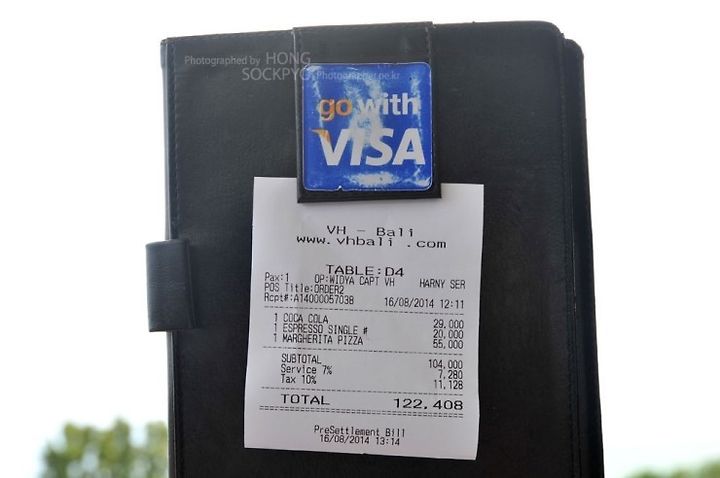 Photographed by HONG
SOCKPYO Photographer.pe.kr
go with
VISA
VH - Bali
www.vhbali .com
TABLE:D4
Pax:1 OP:WIDYA CAPT VH HARNY SER
POS Title:ORDER2
Rcpt#:A14000057038 16/08/2014 12:11
1 COCA COLA 29,000
1 ESPRESSO SINGLE # 20,000
1 MARGHERITA PIZZA 55,000
SUBTOTAL 104,000
Service 7% 7,280
Tax 10% 11,128
TOTAL 122,408
PreSettlement Bill
16/08/2014 13:14